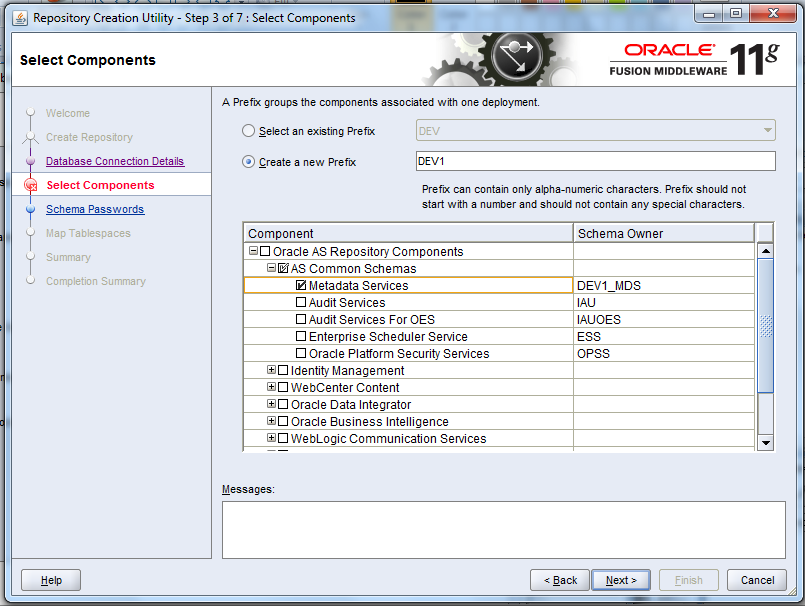 Repository Creation Utility - Step 3 of 7 : Select Components
Select Components
ORACLE
FUSION MIDDLEWARE 11g
Welcome
Create Repository
Database Connection Details
Select Components
Schema Passwords
Map Tablespaces
Summary
Completion Summary
A Prefix groups the components associated with one deployment.
Select an existing Prefix DEV
Create a new Prefix DEV1
Prefix can contain only alpha-numeric characters. Prefix should not
start with a number and should not contain any special characters.
Component Schema Owner
Oracle AS Repository Components
AS Common Schemas
Metadata Services DEV1_MDS
Audit Services IAU
Audit Services For OES IAUOES
Enterprise Scheduler Service ESS
Oracle Platform Security Services OPSS
Identity Management
WebCenter Content
Oracle Data Integrator
Oracle Business Intelligence
WebLogic Communication Services
Messages:
Help < Back Next > Finish Cancel